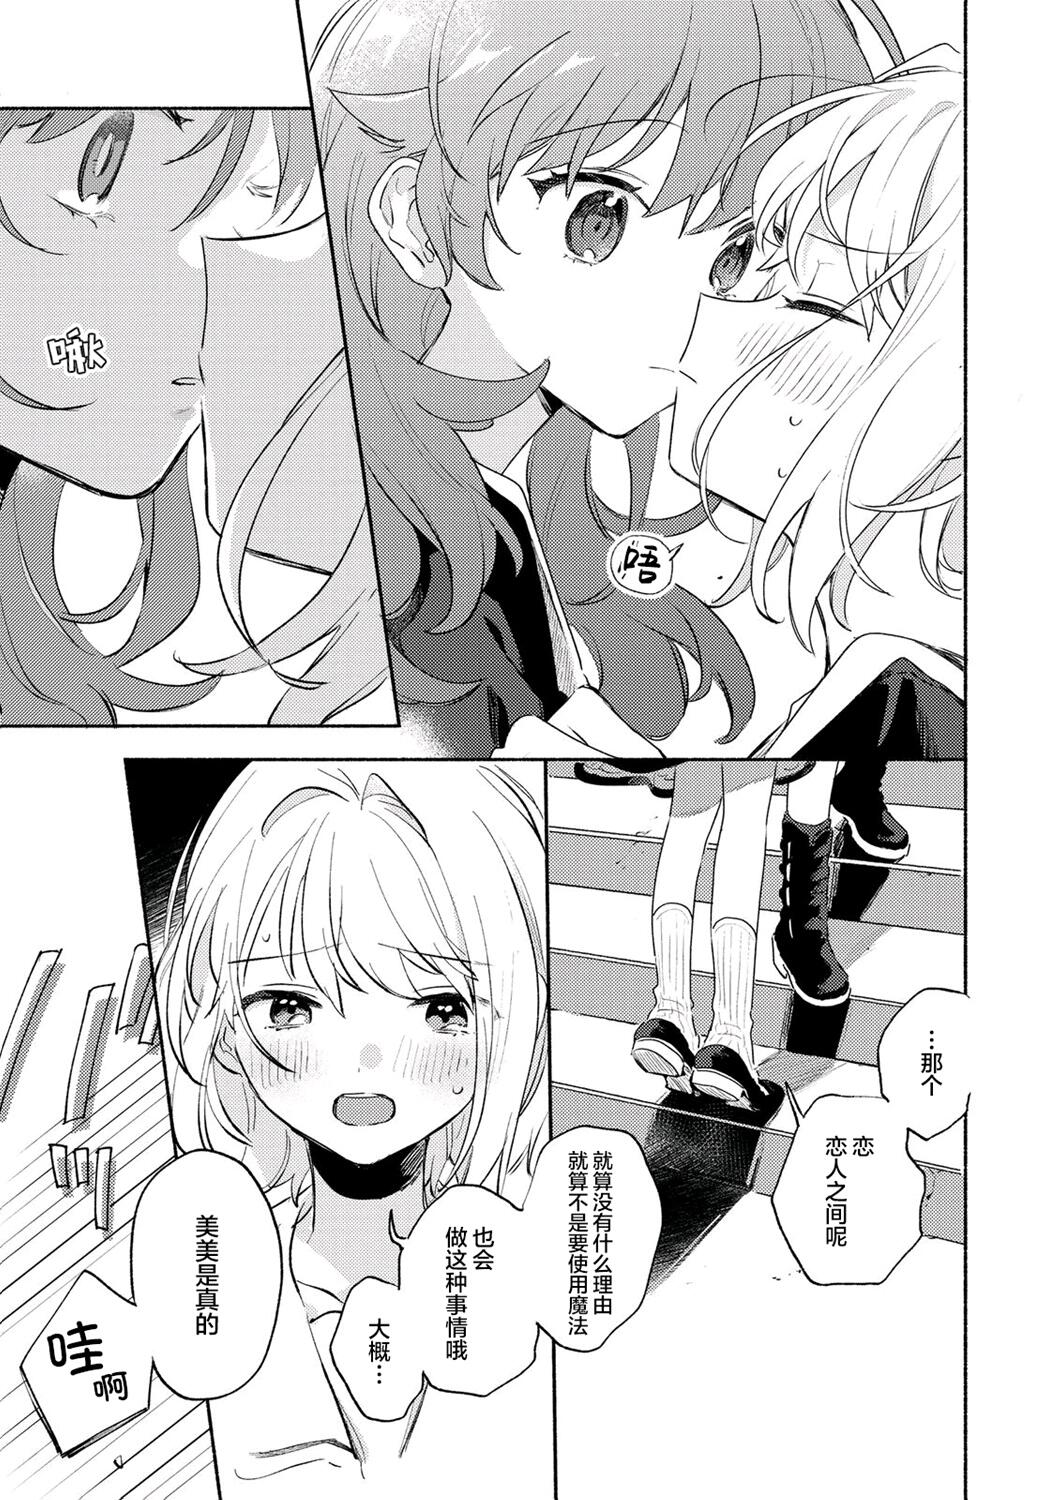 唔
啾
…那个
恋
恋人之间呢
就算没有什么理由
就算不是要使用魔法
也会
做这种事情哦
大概…
美美是真的
哇
啊